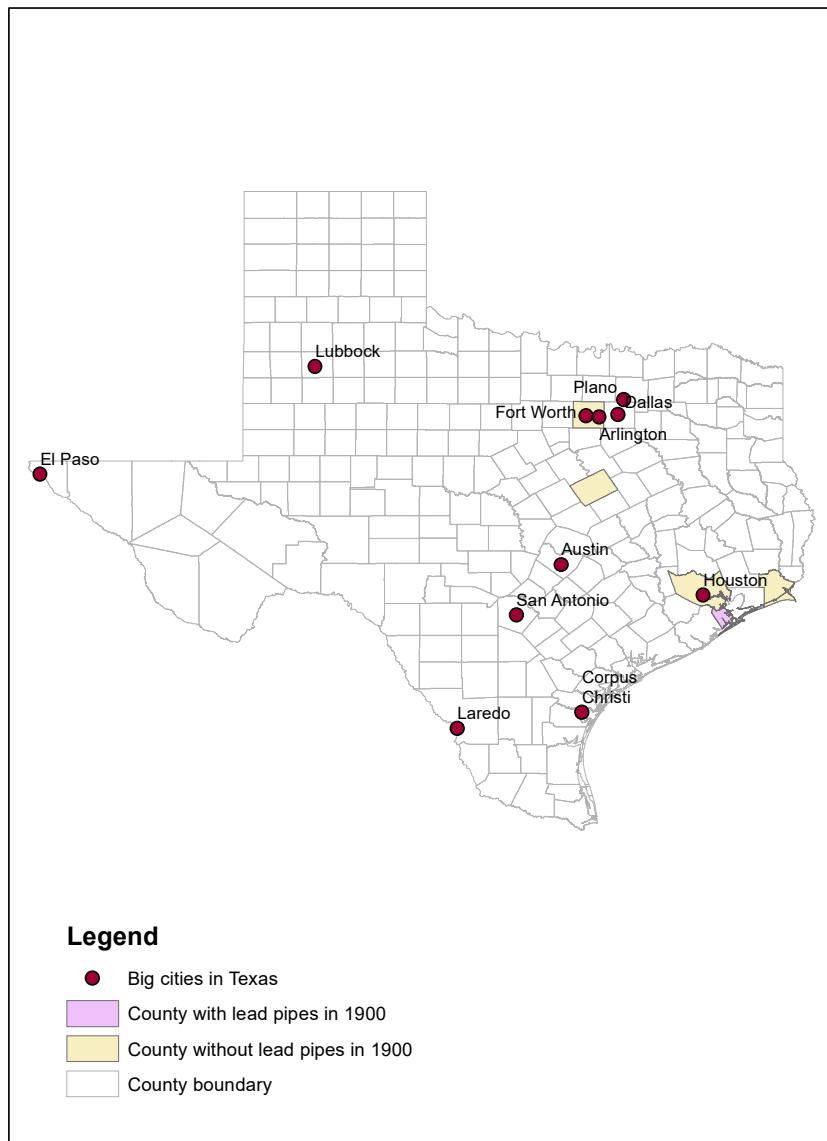 Lubbock
Plano
Dallas
Fort Worth
Arlington
El Paso
Austin
Houston
San Antonio
Corpus
Christi
Laredo
Legend
Big cities in Texas
County with lead pipes in 1900
County without lead pipes in 1900
County boundary